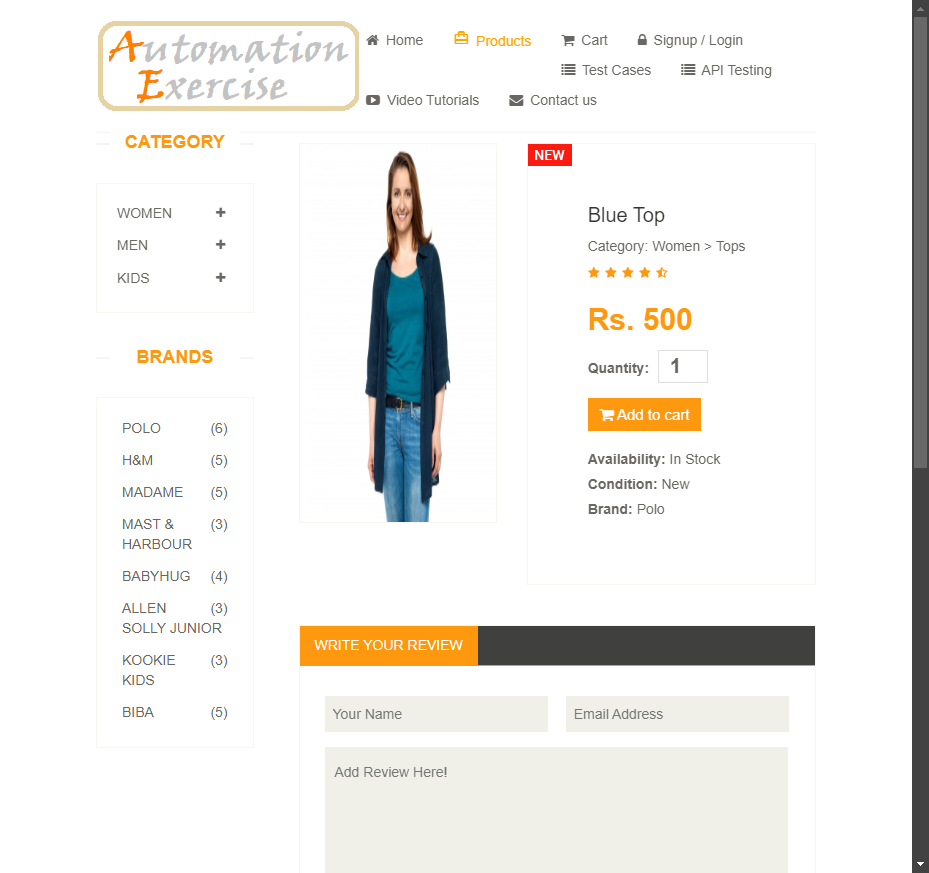 Automation
Exercise
Home
Products
Cart
Signup / Login
Test Cases
API Testing
Video Tutorials
Contact us
CATEGORY
WOMEN
MEN
KIDS
BRANDS
POLO (6)
H&M (5)
MADAME (5)
MAST & (3)
HARBOUR
BABYHUG (4)
ALLEN (3)
SOLLY JUNIOR
KOOKIE (3)
KIDS
BIBA (5)
NEW
Blue Top
Category: Women > Tops
Rs. 500
Quantity: 1
Add to cart
Availability: In Stock
Condition: New
Brand: Polo
WRITE YOUR REVIEW
Your Name
Email Address
Add Review Here!